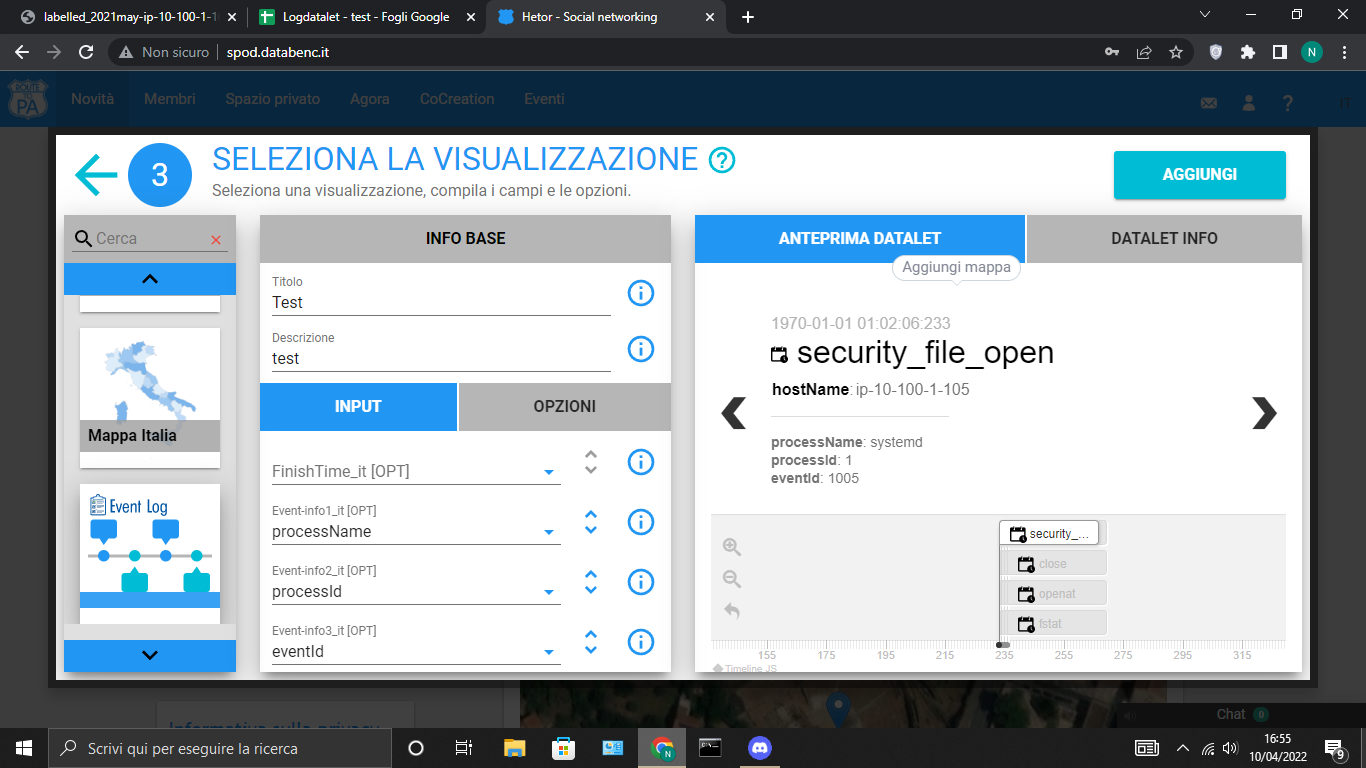 labelled_2021may-ip-10-100-1-1
Logdatalet - test - Fogli Google
Hetor - Social networking
Non sicuro
spod.databenc.it
N
ROUTE TO PA
Novità
Membri
Spazio privato
Agora
CoCreation
Eventi
?
IT
3
SELEZIONA LA VISUALIZZAZIONE
Seleziona una visualizzazione, compila i campi e le opzioni.
AGGIUNGI
Cerca
Mappa Italia
Event Log
INFO BASE
Titolo
Test
Descrizione
test
INPUT
OPZIONI
FinishTime_it [OPT]
Event-info1_it [OPT]
processName
Event-info2_it [OPT]
processId
Event-info3_it [OPT]
eventId
ANTEPRIMA DATALET
DATALET INFO
Aggiungi mappa
1970-01-01 01:02:06:233
security_file_open
hostName: ip-10-100-1-105
processName: systemd
processId: 1
eventId: 1005
security_...
close
openat
fstat
155 175 195 215 235 255 275 295 315
Timeline JS
Informativa sulla privacy
Chat 0
Scrivi qui per eseguire la ricerca
16:55
10/04/2022
9